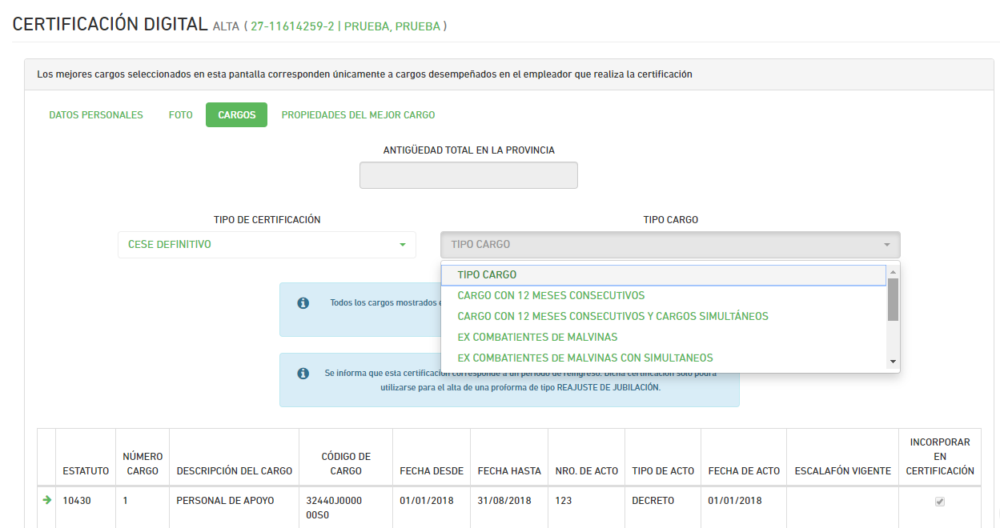 CERTIFICACIÓN DIGITAL ALTA ( 27-11614259-2 | PRUEBA, PRUEBA )
Los mejores cargos seleccionados en esta pantalla corresponden únicamente a cargos desempeñados en el empleador que realiza la certificación
DATOS PERSONALES FOTO CARGOS PROPIEDADES DEL MEJOR CARGO
ANTIGÜEDAD TOTAL EN LA PROVINCIA
TIPO DE CERTIFICACIÓN TIPO CARGO
CESE DEFINITIVO TIPO CARGO
TIPO CARGO
CARGO CON 12 MESES CONSECUTIVOS
CARGO CON 12 MESES CONSECUTIVOS Y CARGOS SIMULTÁNEOS
EX COMBATIENTES DE MALVINAS
EX COMBATIENTES DE MALVINAS CON SIMULTANEOS
Todos los cargos mostrados
Se informa que esta certificación corresponde a un periodo de reingreso. Dicha certificación solo podrá
utilizarse para el alta de una proforma de tipo REAJUSTE DE JUBILACIÓN.
ESTATUTO NÚMERO CARGO DESCRIPCIÓN DEL CARGO CÓDIGO DE CARGO FECHA DESDE FECHA HASTA NRO. DE ACTO TIPO DE ACTO FECHA DE ACTO ESCALAFÓN VIGENTE INCORPORAR EN CERTIFICACIÓN
10430 1 PERSONAL DE APOYO 32440J0000 01/01/2018 31/08/2018 123 DECRETO 01/01/2018
00S0